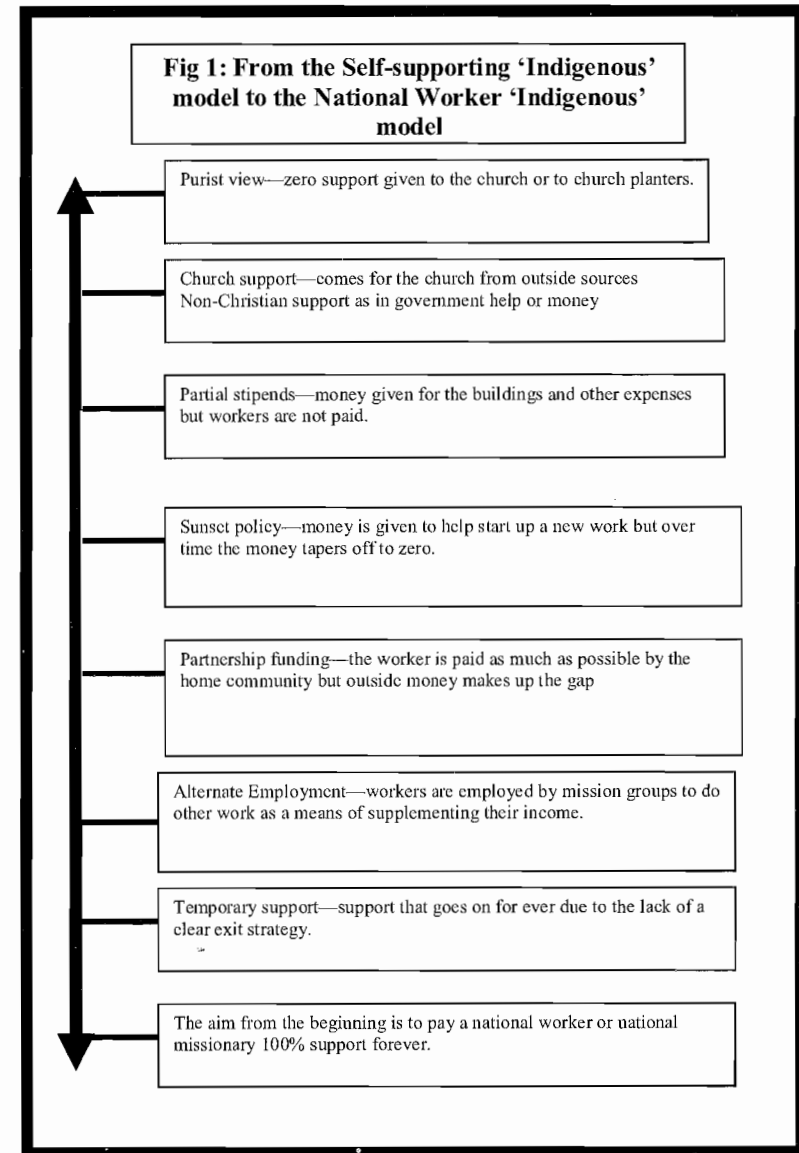 Fig 1: From the Self-supporting ‘Indigenous’
model to the National Worker ‘Indigenous’
model
Purist view—zero support given to the church or to church planters.
Church support—comes for the church from outside sources
Non-Christian support as in government help or money
Partial stipends—money given for the buildings and other expenses
but workers are not paid.
Sunset policy—money is given to help start up a new work but over
time the money tapers off to zero.
Partnership funding—the worker is paid as much as possible by the
home community but outside money makes up the gap
Alternate Employment—workers are employed by mission groups to do
other work as a means of supplementing their income.
Temporary support—support that goes on for ever due to the lack of a
clear exit strategy.
The aim from the beginning is to pay a national worker or national
missionary 100% support forever.